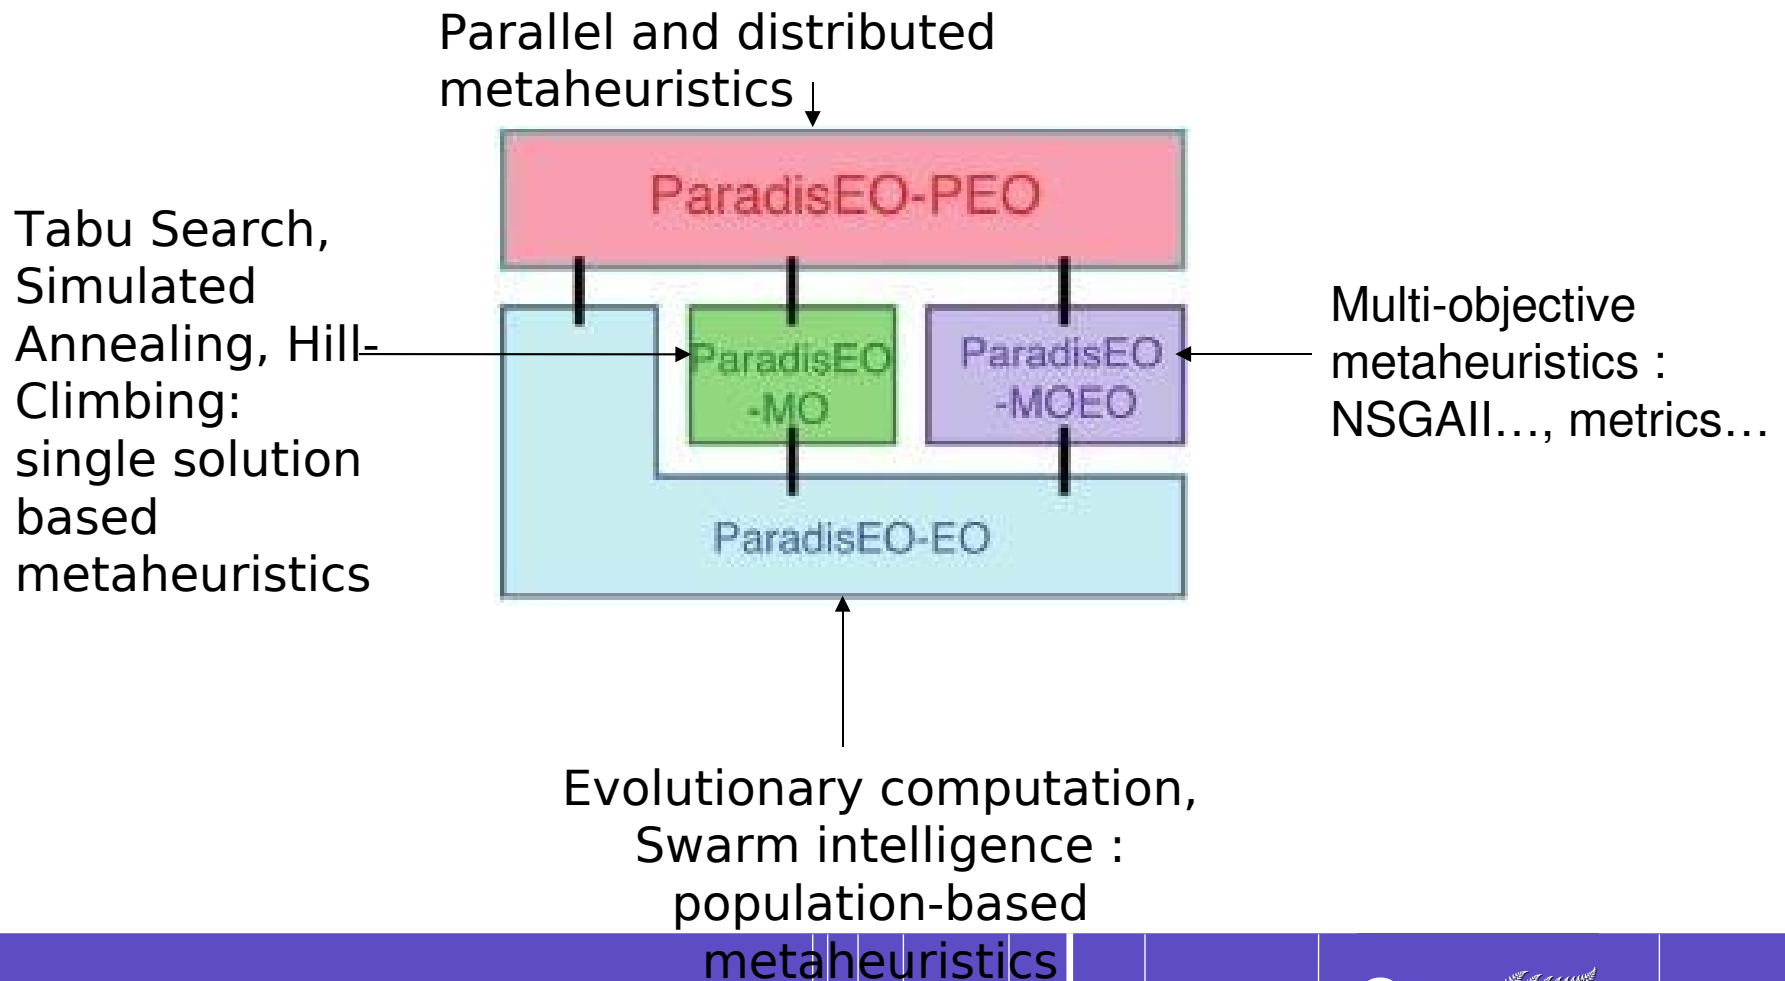 Parallel and distributed
metaheuristics
ParadisEO-PEO
Tabu Search,
Simulated
Annealing, Hill-
Climbing:
single solution
based
metaheuristics
ParadisEO
-MO
ParadisEO
-MOEO
Multi-objective
metaheuristics :
NSGAII…, metrics…
ParadisEO-EO
Evolutionary computation,
Swarm intelligence :
population-based
metaheuristics